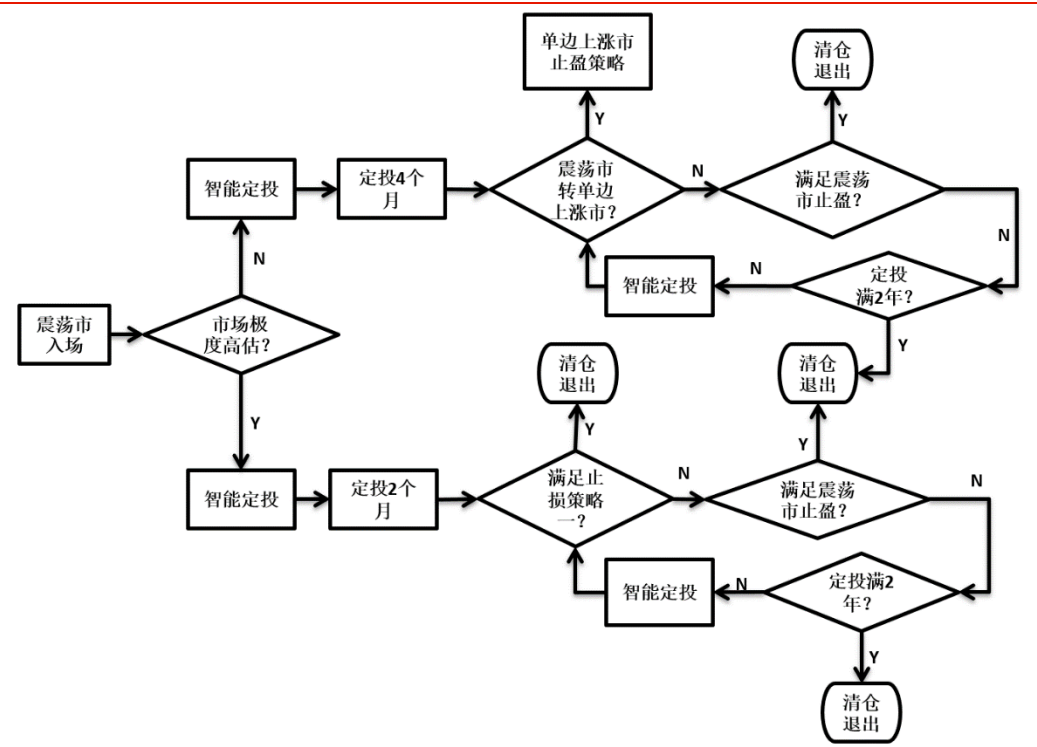 单边上涨市
止盈策略
清仓
退出
Y
Y
智能定投
定投4个
月
震荡市
转单边
上涨市？
N
满足震荡
市止盈？
N
N
智能定投
N
定投
满2年？
震荡市
入场
市场极
度高估？
Y
清仓
退出
清仓
退出
Y
Y
Y
智能定投
定投2个
月
满足止
损策略
一？
N
满足震荡
市止盈？
N
智能定投
N
定投满2
年？
Y
清仓
退出